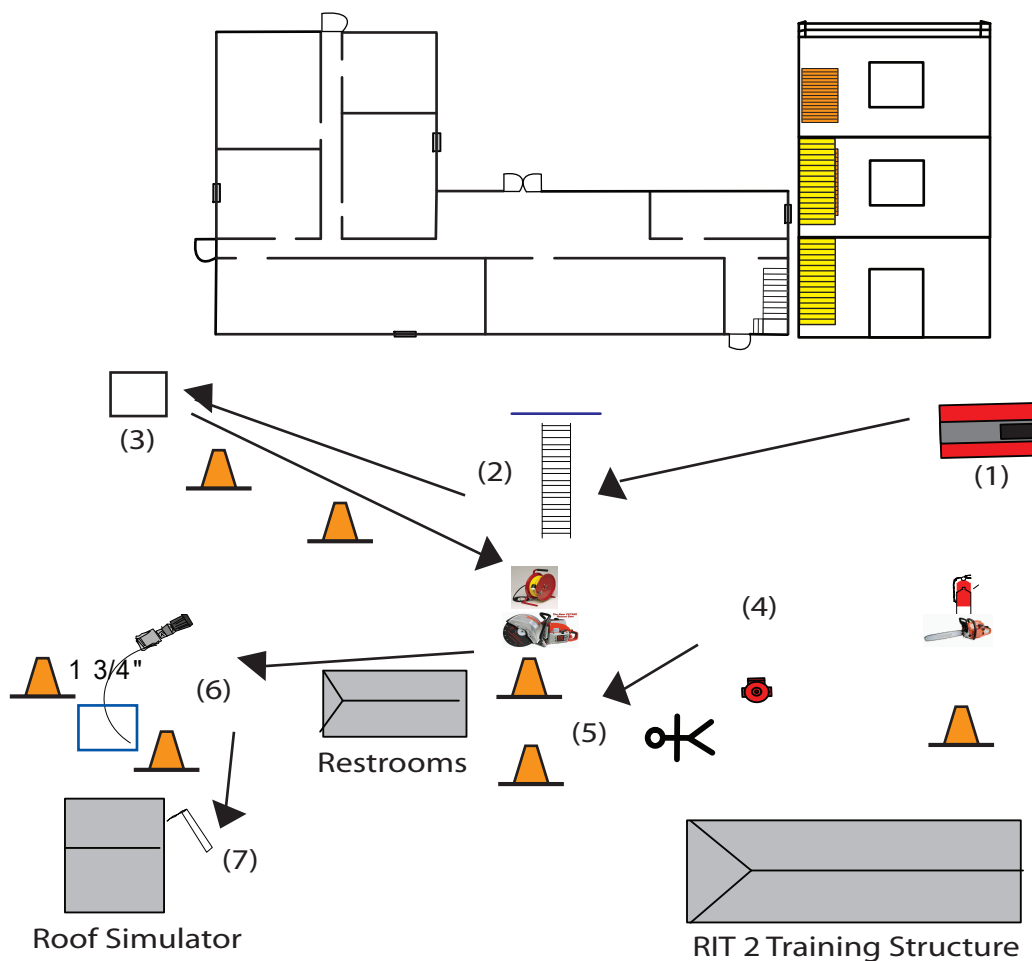 (3)
(2)
(1)
(4)
1 3/4"
(6)
(5)
Restrooms
(7)
Roof Simulator
RIT 2 Training Structure